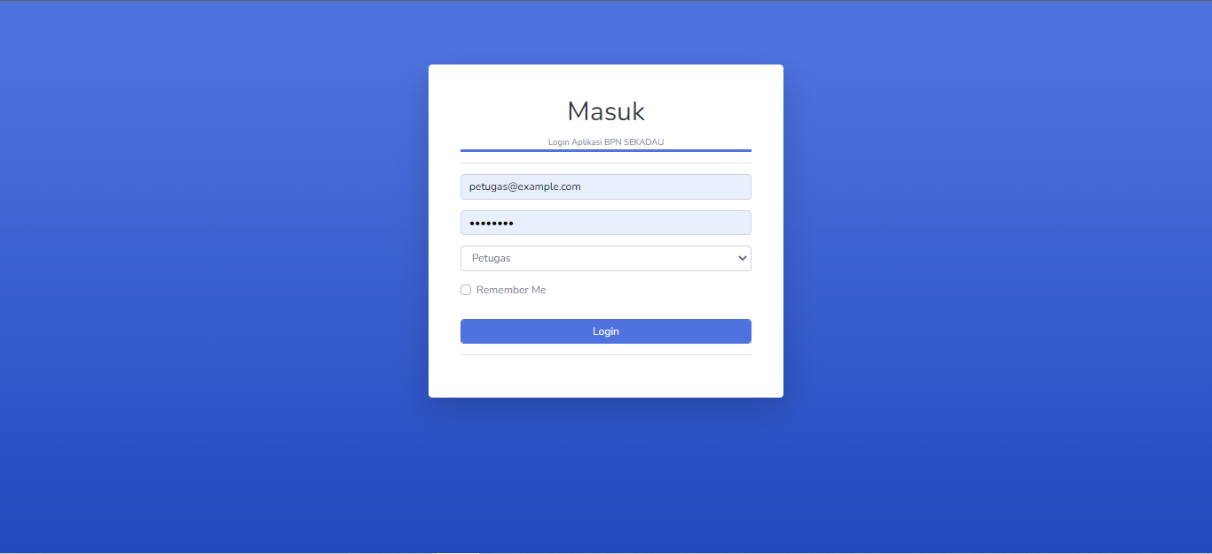 Masuk
Login Aplikasi BPN SEKADAU
petugas@example.com
••••••••
Petugas
Remember Me
Login